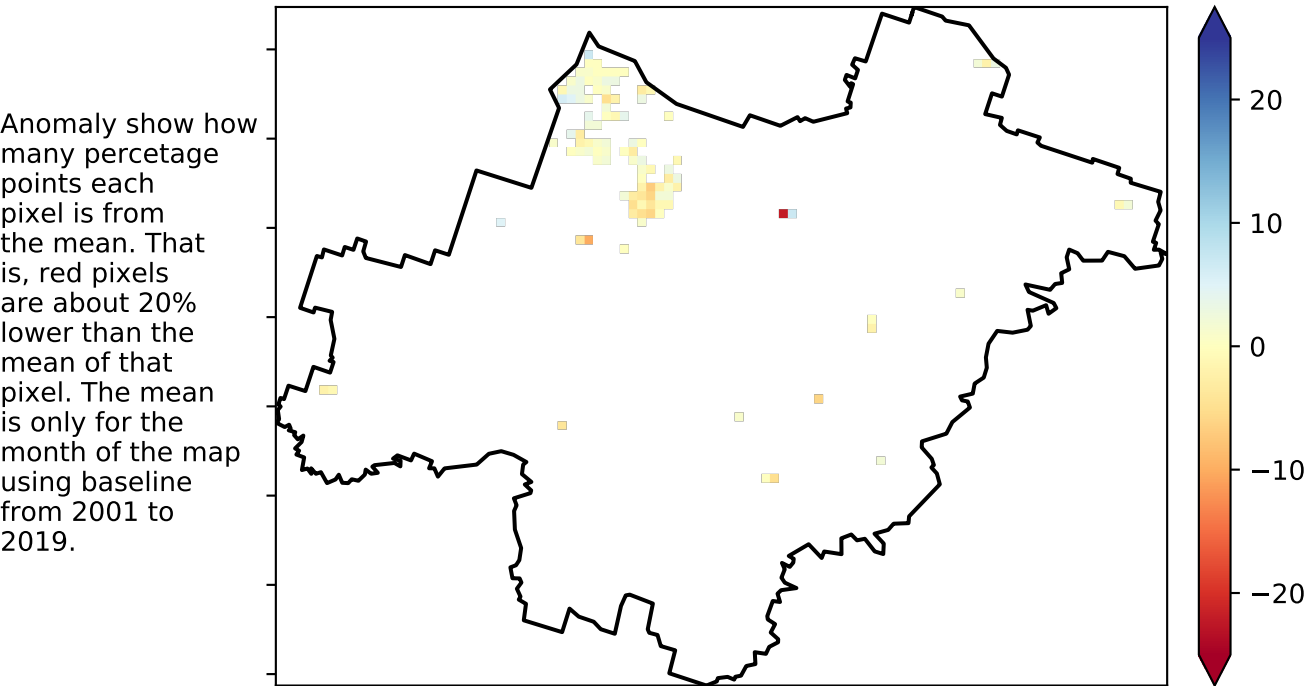 Anomaly show how
many percetage
points each
pixel is from
the mean. That
is, red pixels
are about 20%
lower than the
mean of that
pixel. The mean
is only for the
month of the map
using baseline
from 2001 to
2019.
20
10
0
−10
−20